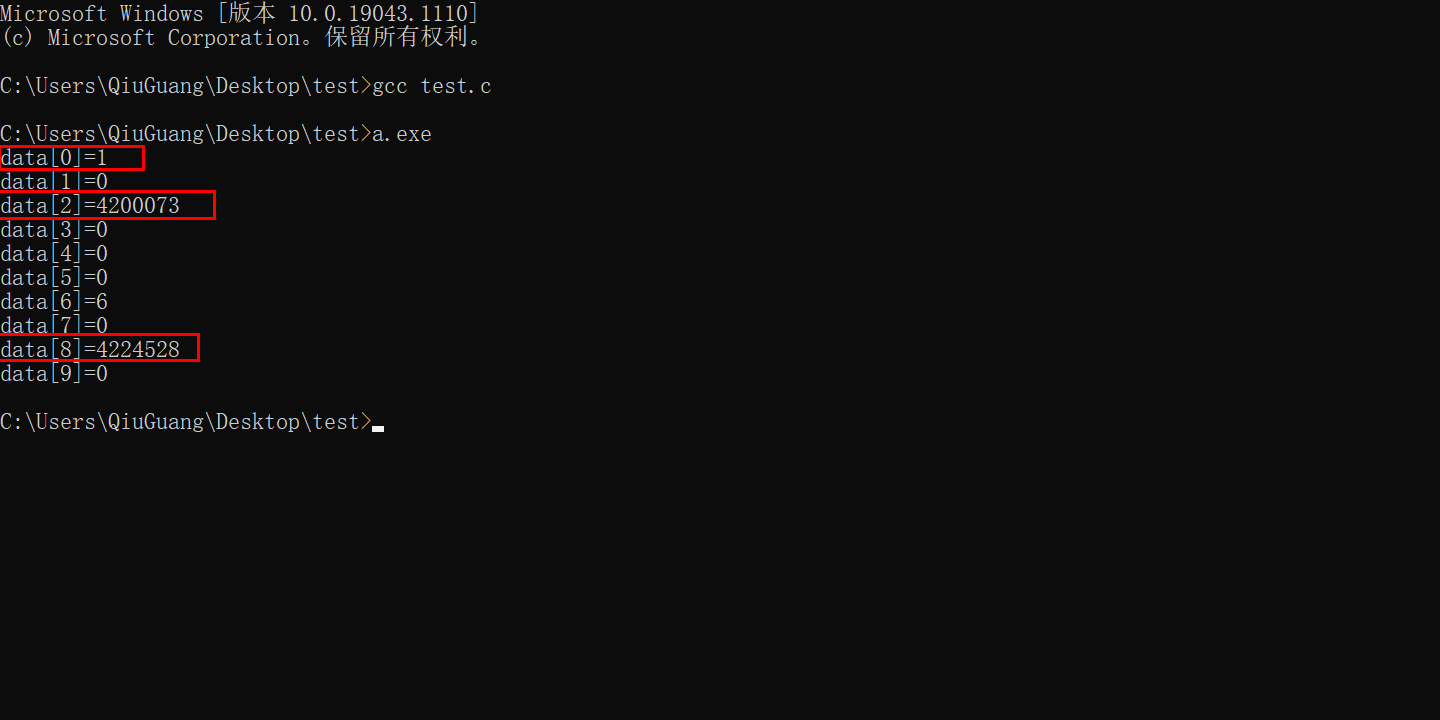 Microsoft Windows [版本 10.0.19043.1110]
(c) Microsoft Corporation。保留所有权利。
C:\Users\QiuGuang\Desktop\test>gcc test.c
C:\Users\QiuGuang\Desktop\test>a.exe
data[0]=1
data[1]=0
data[2]=4200073
data[3]=0
data[4]=0
data[5]=0
data[6]=6
data[7]=0
data[8]=4224528
data[9]=0
C:\Users\QiuGuang\Desktop\test>